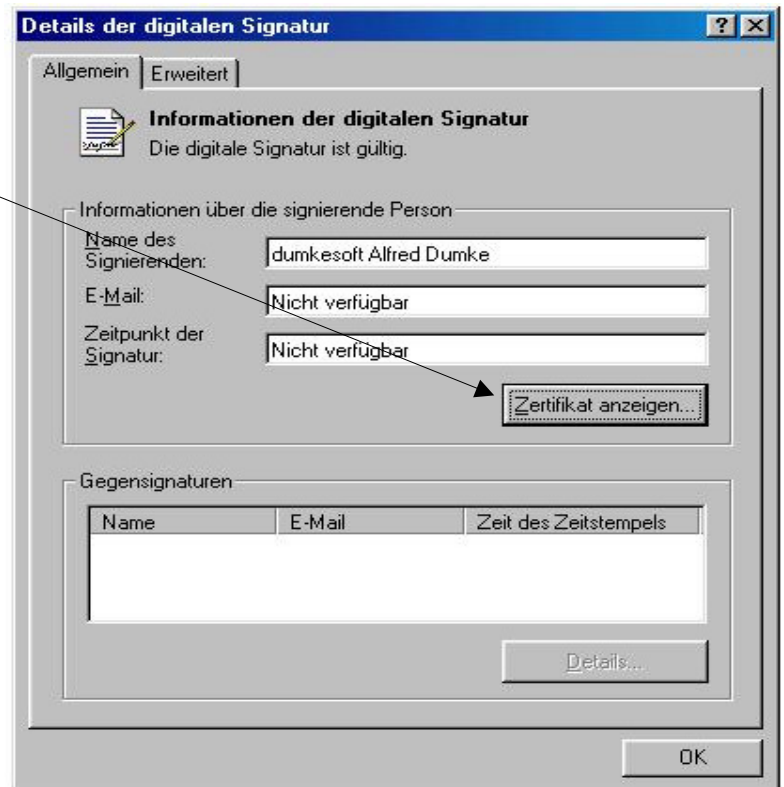 Details der digitalen Signatur
Allgemein
Erweitert
Informationen der digitalen Signatur
Die digitale Signatur ist gültig.
Informationen über die signierende Person
Name des
Signierenden:
dumkesoft Alfred Dumke
E-Mail:
Nicht verfügbar
Zeitpunkt der
Signatur:
Nicht verfügbar
Zertifikat anzeigen...
Gegensignaturen
Name E-Mail Zeit des Zeitstempels
Details...
OK